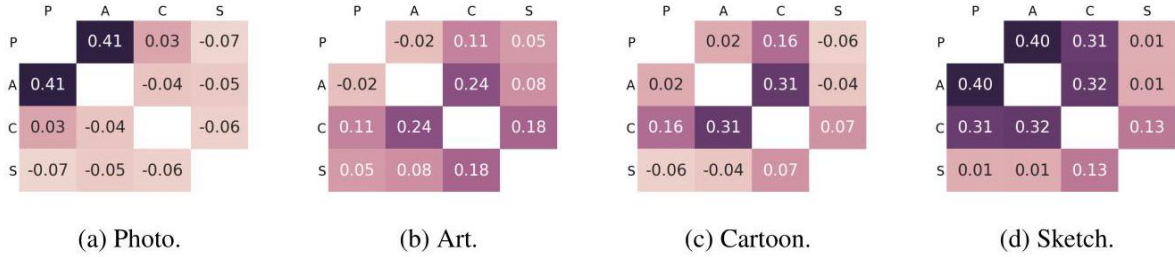 P A C S P A C S P A C S P A C S
P 0.41 0.03 -0.07 P -0.02 0.11 0.05 P 0.02 0.16 -0.06 P 0.40 0.31 0.01
A 0.41 -0.04 -0.05 A -0.02 0.24 0.08 A 0.02 0.31 -0.04 A 0.40 0.32 0.01
C 0.03 -0.04 -0.06 C 0.11 0.24 0.18 C 0.16 0.31 0.07 C 0.31 0.32 0.13
S -0.07 -0.05 -0.06 S 0.05 0.08 0.18 S -0.06 -0.04 0.07 S 0.01 0.01 0.13
(a) Photo. (b) Art. (c) Cartoon. (d) Sketch.